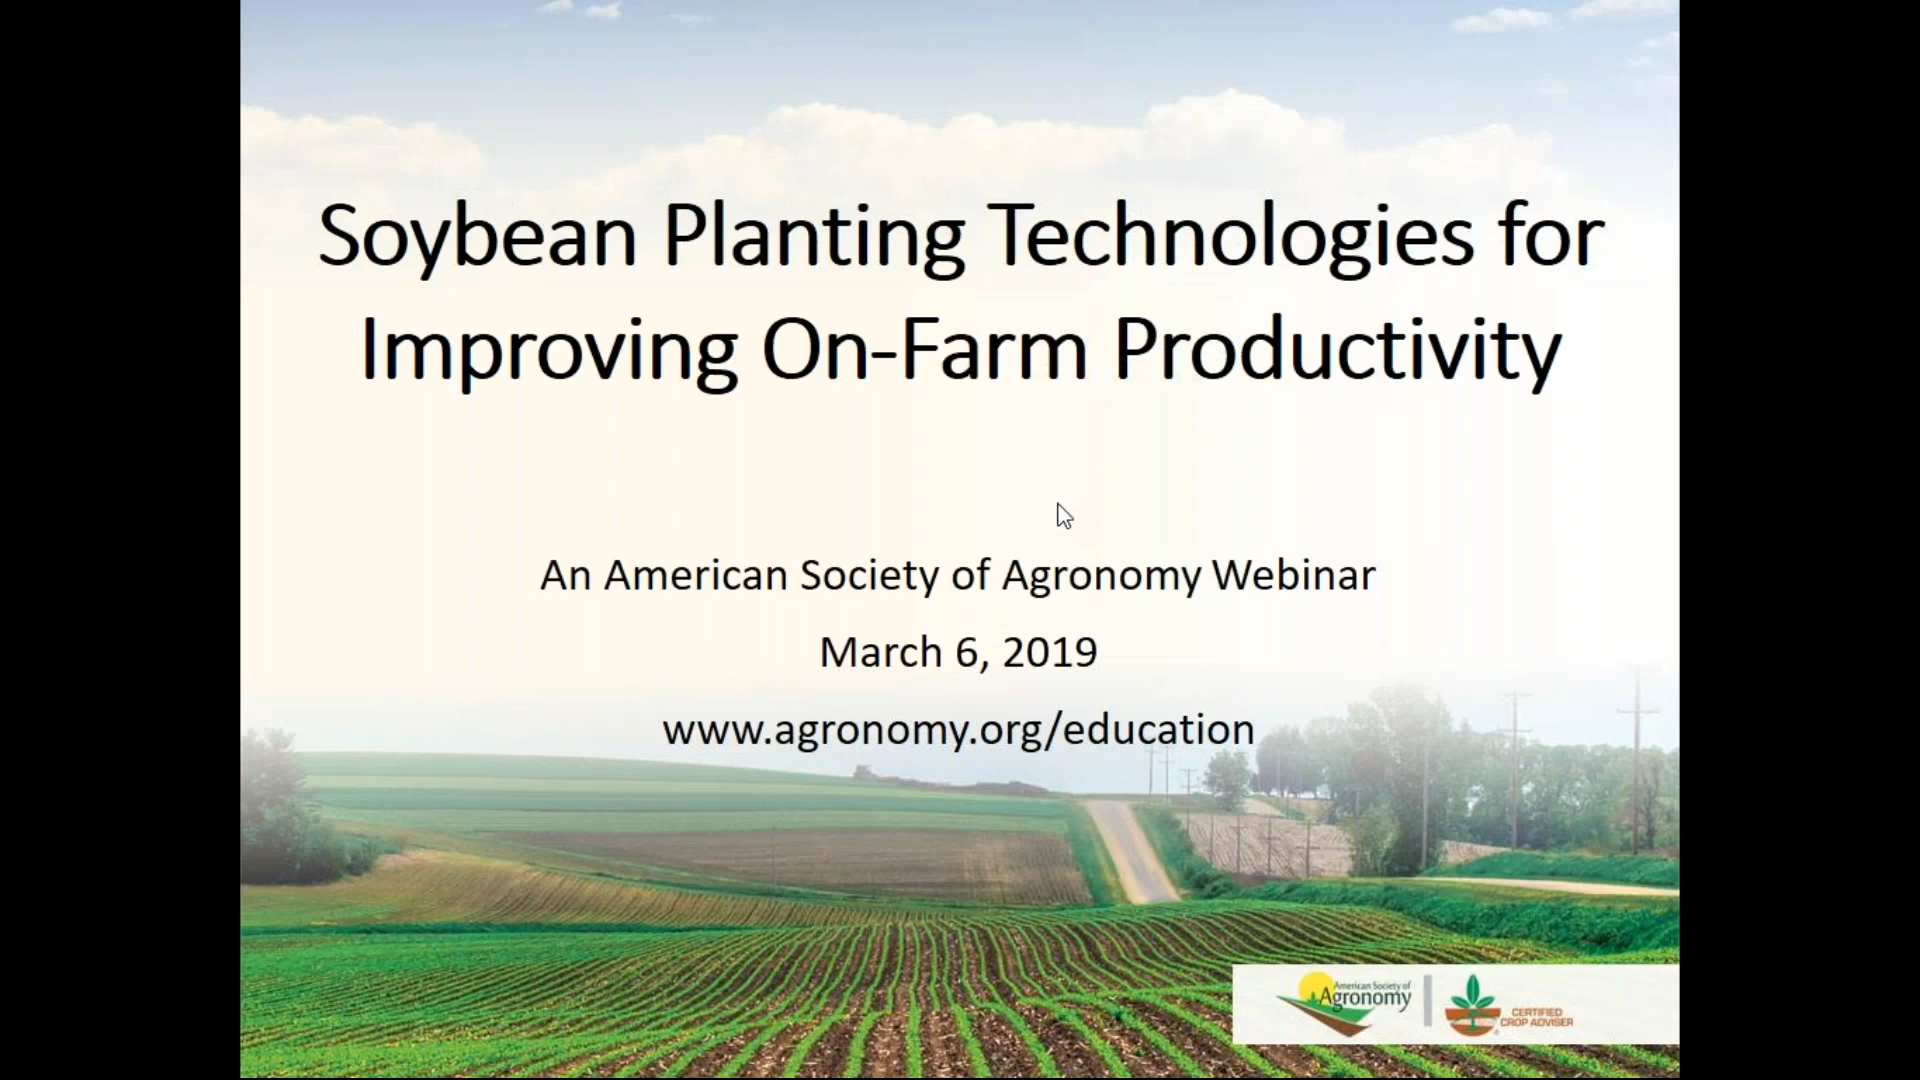 Soybean Planting Technologies for
Improving On-Farm Productivity
An American Society of Agronomy Webinar
March 6, 2019
www.agronomy.org/education
American Society of
Agronomy
CERTIFIED
CROP ADVISER